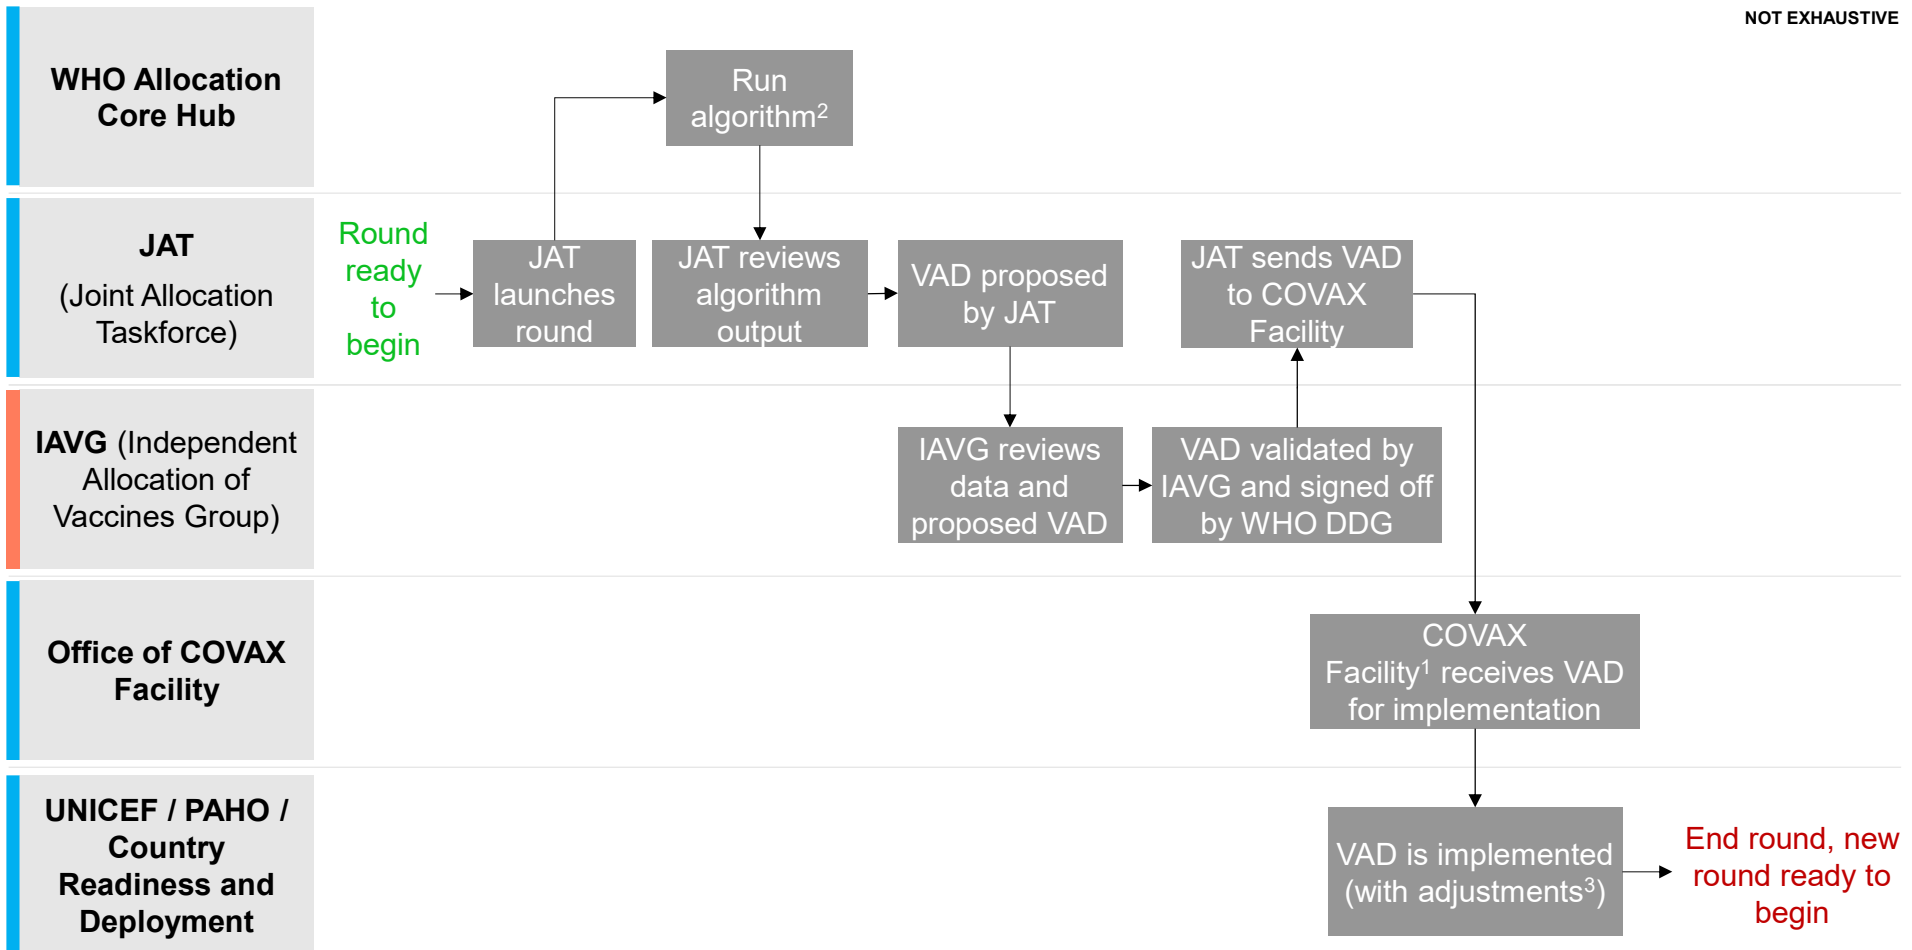 NOT EXHAUSTIVE
WHO Allocation
Core Hub
Run
algorithm²
JAT
(Joint Allocation
Taskforce)
Round
ready
to
begin
JAT
launches
round
JAT reviews
algorithm
output
VAD proposed
by JAT
JAT sends VAD
to COVAX
Facility
IAVG (Independent
Allocation of
Vaccines Group)
IAVG reviews
data and
proposed VAD
VAD validated by
IAVG and signed off
by WHO DDG
Office of COVAX
Facility
COVAX
Facility¹ receives VAD
for implementation
UNICEF / PAHO /
Country
Readiness and
Deployment
VAD is implemented
(with adjustments³)
End round, new
round ready to
begin